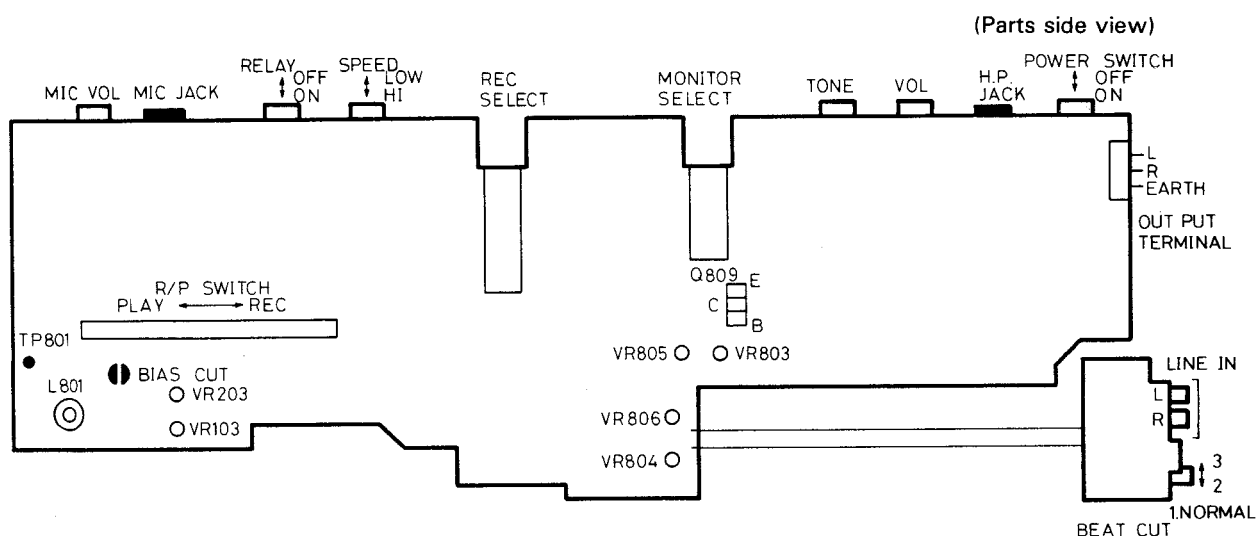 (Parts side view)
MIC VOL
MIC JACK
RELAY
OFF
ON
SPEED
LOW
HI
REC
SELECT
MONITOR
SELECT
TONE
VOL
H.P.
JACK
POWER SWITCH
OFF
ON
L
R
EARTH
OUT PUT
TERMINAL
Q809
E
C
B
R/P SWITCH
PLAY
REC
TP801
BIAS CUT
L801
VR203
VR103
VR805
VR803
VR806
VR804
LINE IN
L
R
3
2
1.NORMAL
BEAT CUT